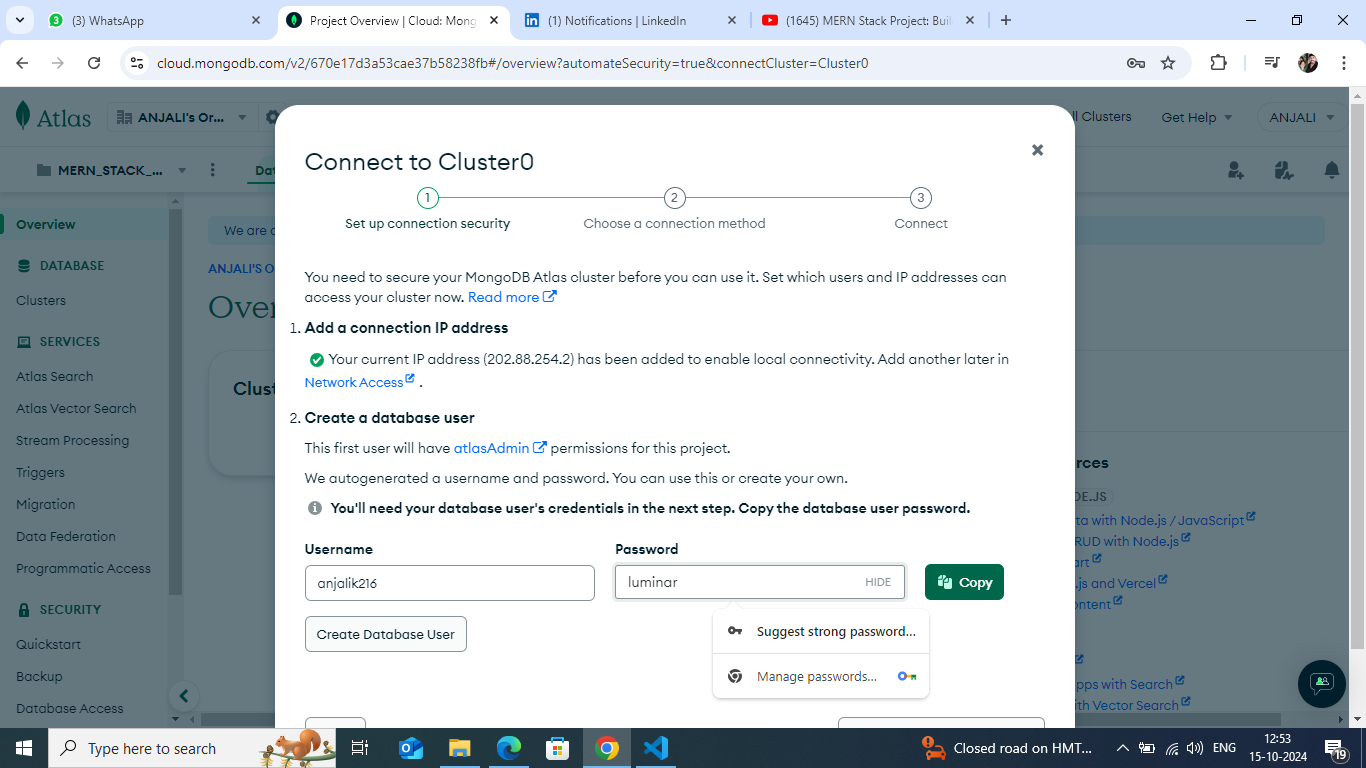 (3) WhatsApp
Project Overview | Cloud: Mong
(1) Notifications | LinkedIn
(1645) MERN Stack Project: Buil
cloud.mongodb.com/v2/670e17d3a53cae37b58238fb#/overview?automateSecurity=true&connectCluster=Cluster0
Atlas
ANJALI's Or...
ll Clusters
Get Help
ANJALI
MERN_STACK_...
Dat
Overview
DATABASE
Clusters
SERVICES
Atlas Search
Atlas Vector Search
Stream Processing
Triggers
Migration
Data Federation
Programmatic Access
SECURITY
Quickstart
Backup
Database Access
We are c
ANJALI'S O
Over
Clust
Connect to Cluster0
1
2
3
Set up connection security
Choose a connection method
Connect
You need to secure your MongoDB Atlas cluster before you can use it. Set which users and IP addresses can
access your cluster now. Read more
1. Add a connection IP address
Your current IP address (202.88.254.2) has been added to enable local connectivity. Add another later in
Network Access .
2. Create a database user
This first user will have atlasAdmin permissions for this project.
We autogenerated a username and password. You can use this or create your own.
You'll need your database user's credentials in the next step. Copy the database user password.
Username
Password
anjalik216
luminar
HIDE
Copy
Create Database User
Suggest strong password...
Manage passwords...
rces
DE.JS
ta with Node.js / JavaScript
RUD with Node.js
art
.js and Vercel
ontent
pps with Search
ith Vector Search
Type here to search
Closed road on HMT...
ENG
12:53
15-10-2024
19